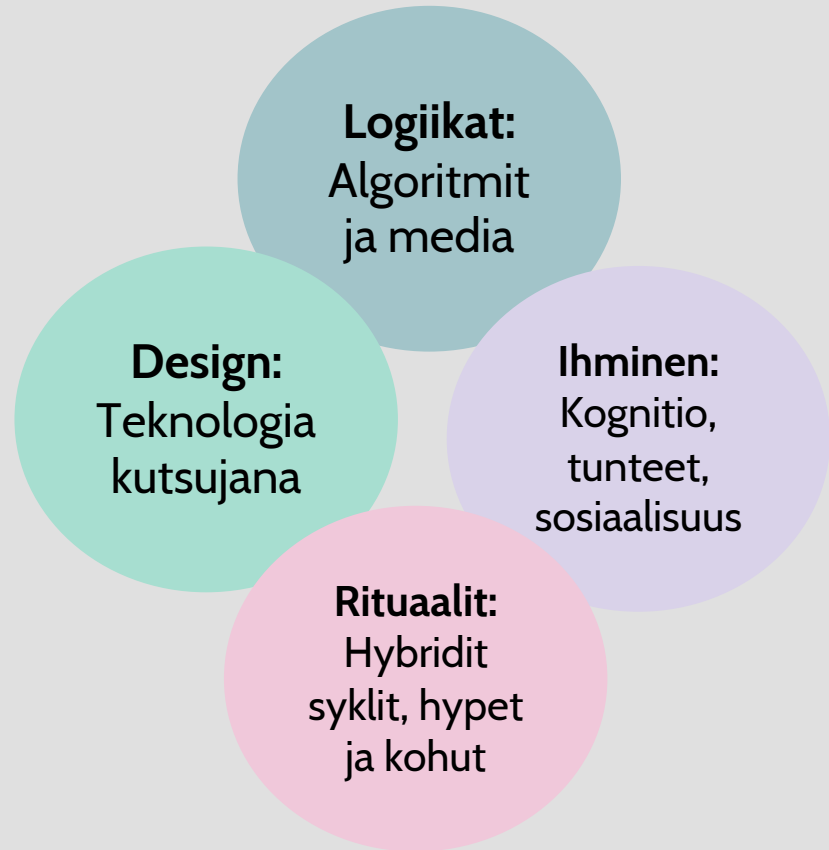 Logiikat:
Algoritmit
ja media
Design:
Teknologia
kutsujana
Ihminen:
Kognitio,
tunteet,
sosiaalisuus
Rituaalit:
Hybridit
syklit, hypet
ja kohut